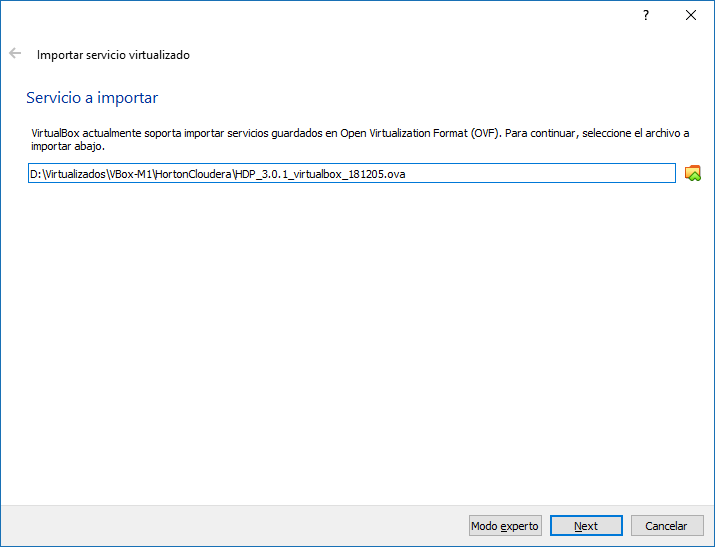 ?
Importar servicio virtualizado
Servicio a importar
VirtualBox actualmente soporta importar servicios guardados en Open Virtualization Format (OVF). Para continuar, seleccione el archivo a
importar abajo.
D:\Virtualizados\VBox-M1\HortonCloudera\HDP_3.0.1_virtualbox_181205.ova
Modo experto Next Cancelar